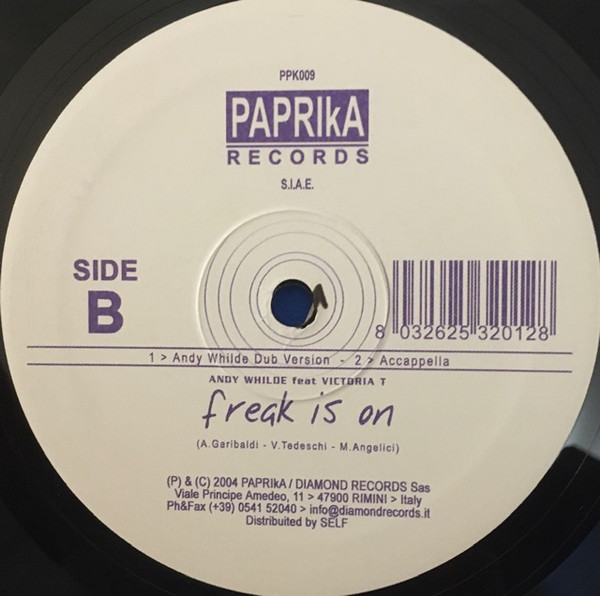 PPK009
PAPRIkA
RECORDS
S.I.A.E.
SIDE
B
8 032625 320128
1 > Andy Whilde Dub Version - 2 > Accappella
ANDY WHILDE feat VICTORIA T
freak is on
(A.Garibaldi - V.Tedeschi - M.Angelici)
(P) & (C) 2004 PAPRIkA / DIAMOND RECORDS Sas
Viale Principe Amedeo, 11 > 47900 RIMINI > Italy
Ph&Fax (+39) 0541 52040 > info@diamondrecords.it
Distribuited by SELF